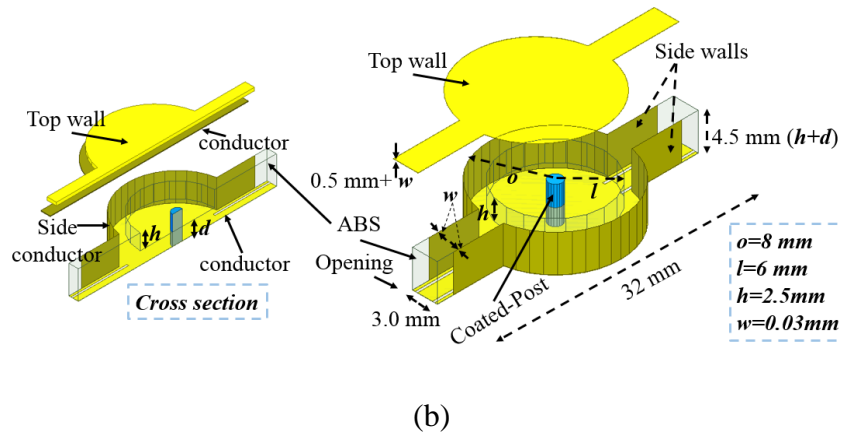 Top wall
conductor
Side
conductor
h
d
conductor
Cross section
ABS
Opening
Top wall
Side walls
0.5 mm+ w
4.5 mm (h+d)
o
l
h
w
3.0 mm
Coated-Post
32 mm
o=8 mm
l=6 mm
h=2.5mm
w=0.03mm
(b)